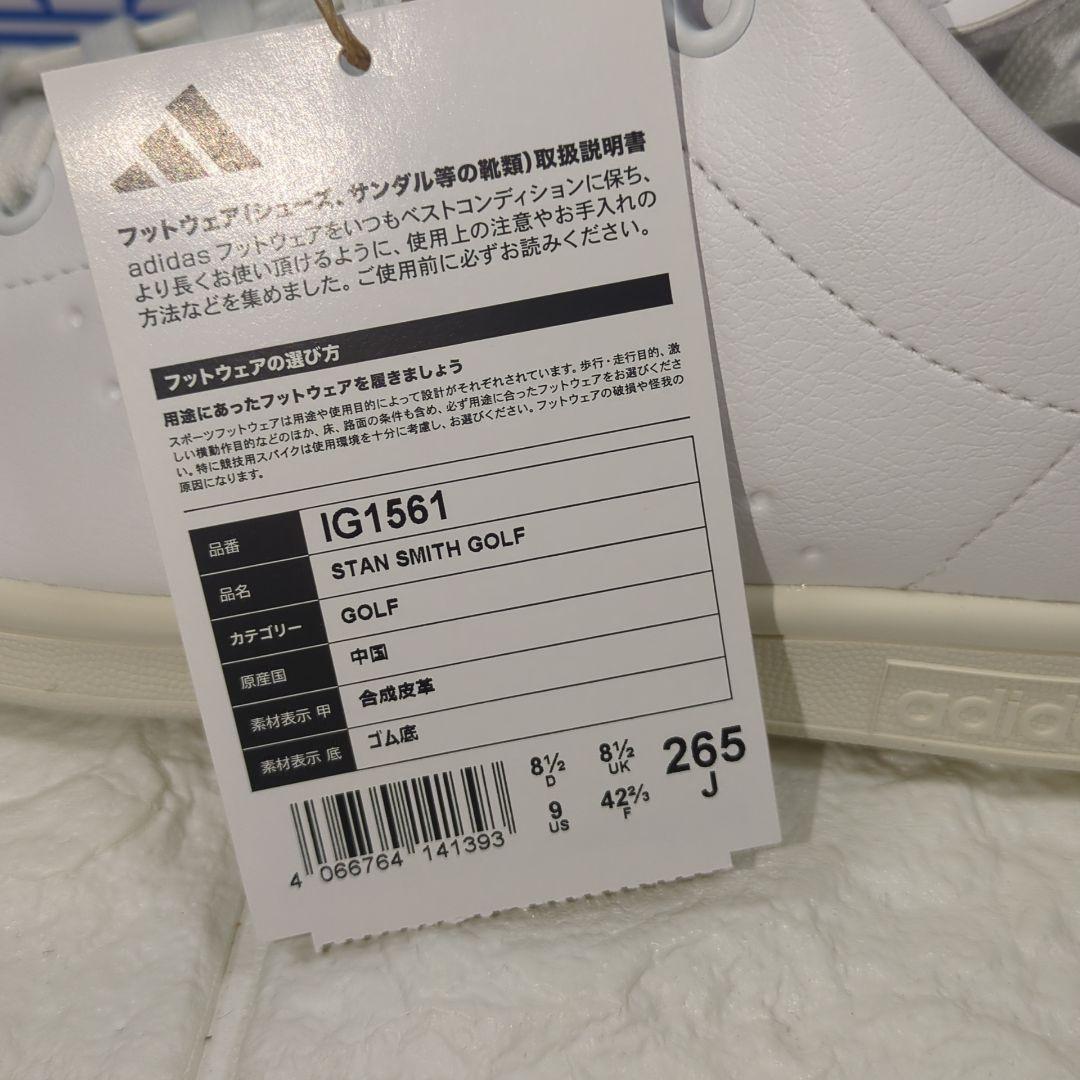 フットウェア(シューズ、サンダル等の靴類)取扱説明書
adidas フットウェアをいつもベストコンディションに保ち、
より長くお使い頂けるように、使用上の注意やお手入れの
方法などを集めました。ご使用前に必ずお読みください。
フットウェアの選び方
用途にあったフットウェアを履きましょう
スポーツフットウェアは用途や使用目的によって設計がそれぞれされています。歩行・走行目的、激
しい横動作目的などのほか、床、路面の条件も含め、必ず用途に合ったフットウェアをお選びくださ
い。特に競技用スパイクは使用環境を十分に考慮し、お選びください。フットウェアの破損や怪我の
原因になります。
品番 IG1561
品名 STAN SMITH GOLF
カテゴリー GOLF
原産国 中国
素材表示 甲 合成皮革
素材表示 底 ゴム底
8½ D 8½ UK 265 J
9 US 42⅔ F
4 066764 141393
adidas